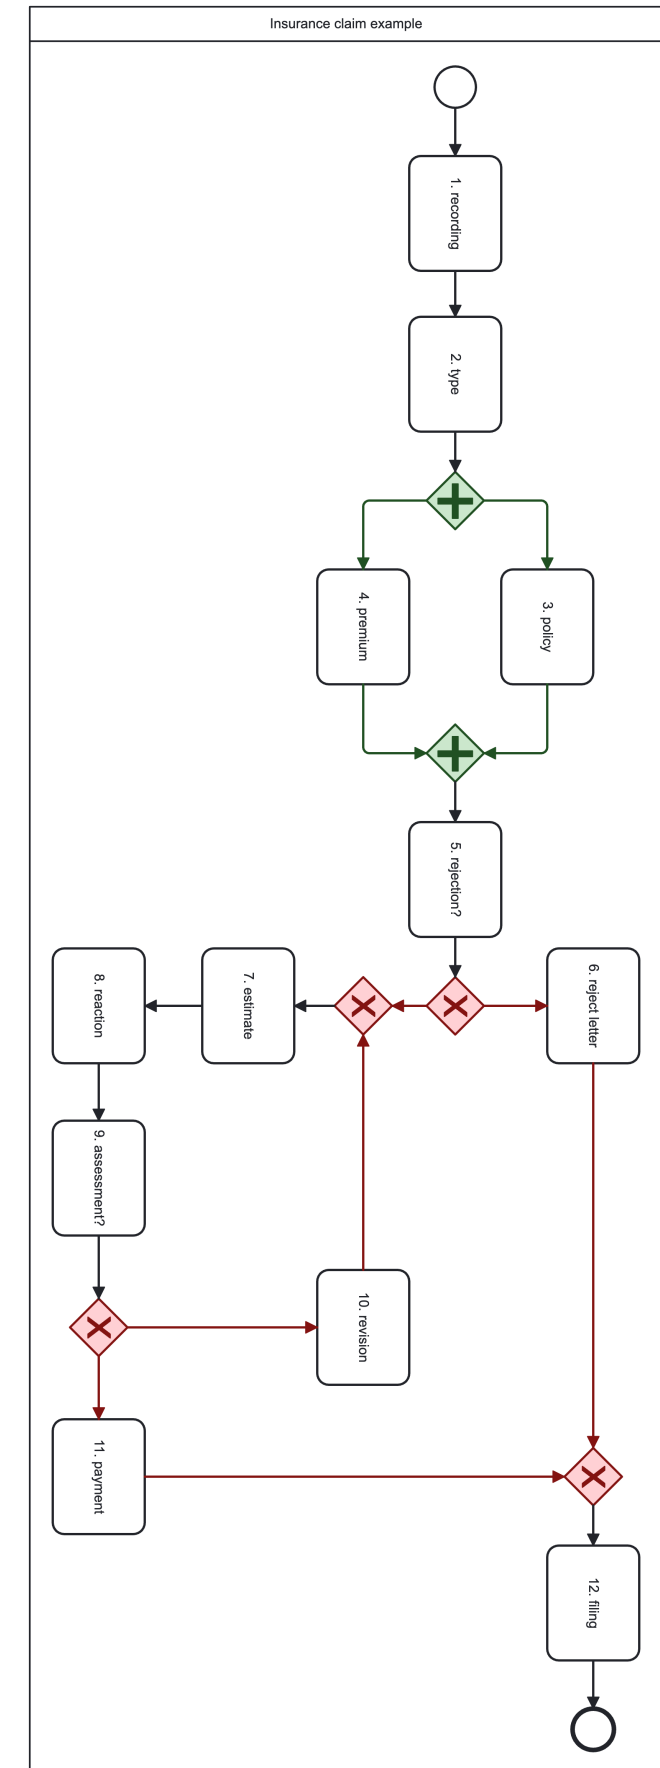 Insurance claim example
1. recording
2. type
3. policy
4. premium
5. rejection?
6. reject letter
7. estimate
8. reaction
9. assessment?
10. revision
11. payment
12. filing